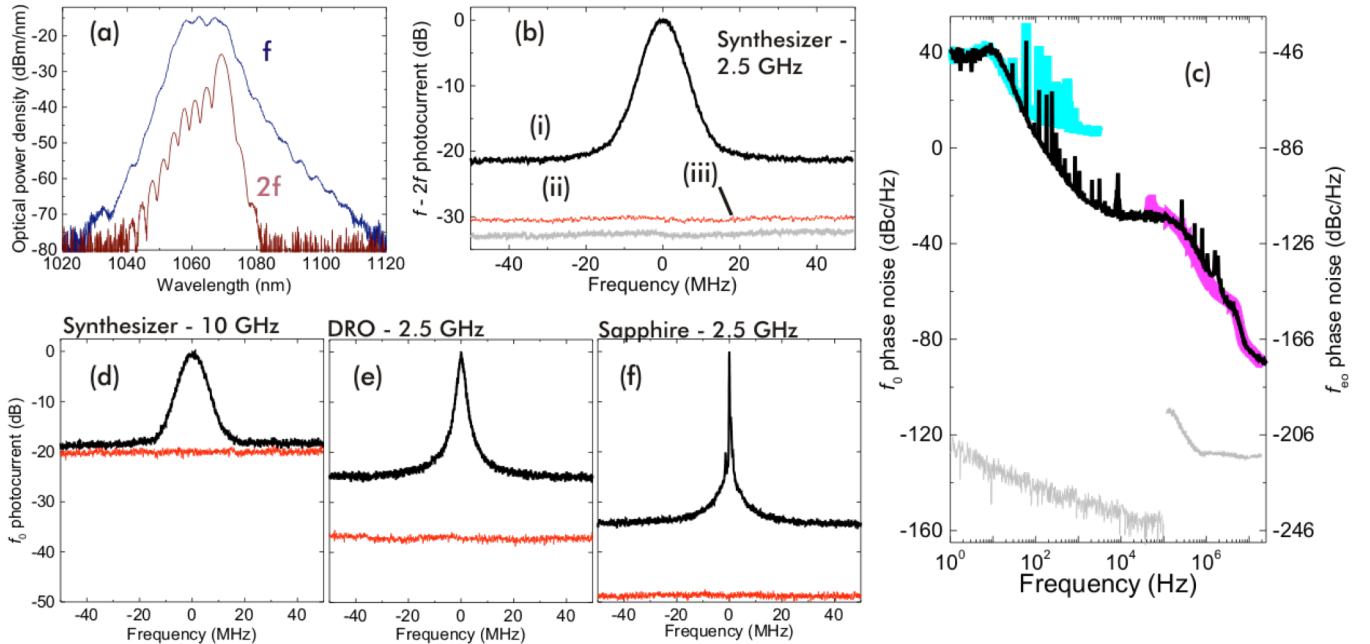 (a)
f
2f
Optical power density (dBm/nm)
-20
-30
-40
-50
-60
-70
-80
1020
1040
1060
1080
1100
1120
Wavelength (nm)
(b)
Synthesizer -
2.5 GHz
(i)
(ii)
(iii)
f - 2f photocurrent (dB)
0
-10
-20
-30
-40
-20
0
20
40
Frequency (MHz)
(c)
f0 phase noise (dBc/Hz)
40
0
-40
-80
-120
-160
feo phase noise (dBc/Hz)
-46
-86
-126
-166
-206
-246
10^0
10^2
10^4
10^6
Frequency (Hz)
Synthesizer - 10 GHz
(d)
f0 photocurrent (dB)
0
-10
-20
-30
-40
-50
-40
-20
0
20
40
Frequency (MHz)
DRO - 2.5 GHz
(e)
-40
-20
0
20
40
Frequency (MHz)
Sapphire - 2.5 GHz
(f)
-40
-20
0
20
40
Frequency (MHz)